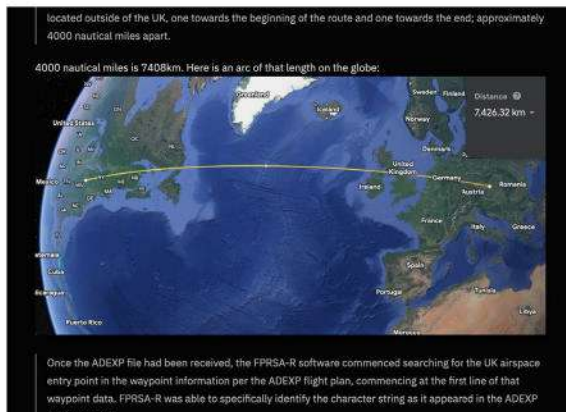 located outside of the UK, one towards the beginning of the route and one towards the end; approximately
4000 nautical miles apart.
4000 nautical miles is 7408km. Here is an arc of that length on the globe:
Greenland
Iceland
Sweden
Finland
Norway
Distance
7,426.32 km
United States
Denmark
United
Kingdom
Ireland
Germany
Austria
Romania
Mexico
France
Italy
Greece
Spain
Portugal
Cuba
Tunisia
Libya
Puerto Rico
Morocco
Once the ADEXP file had been received, the FPRSA-R software commenced searching for the UK airspace
entry point in the waypoint information per the ADEXP flight plan, commencing at the first line of that
waypoint data. FPRSA-R was able to specifically identify the character string as it appeared in the ADEXP